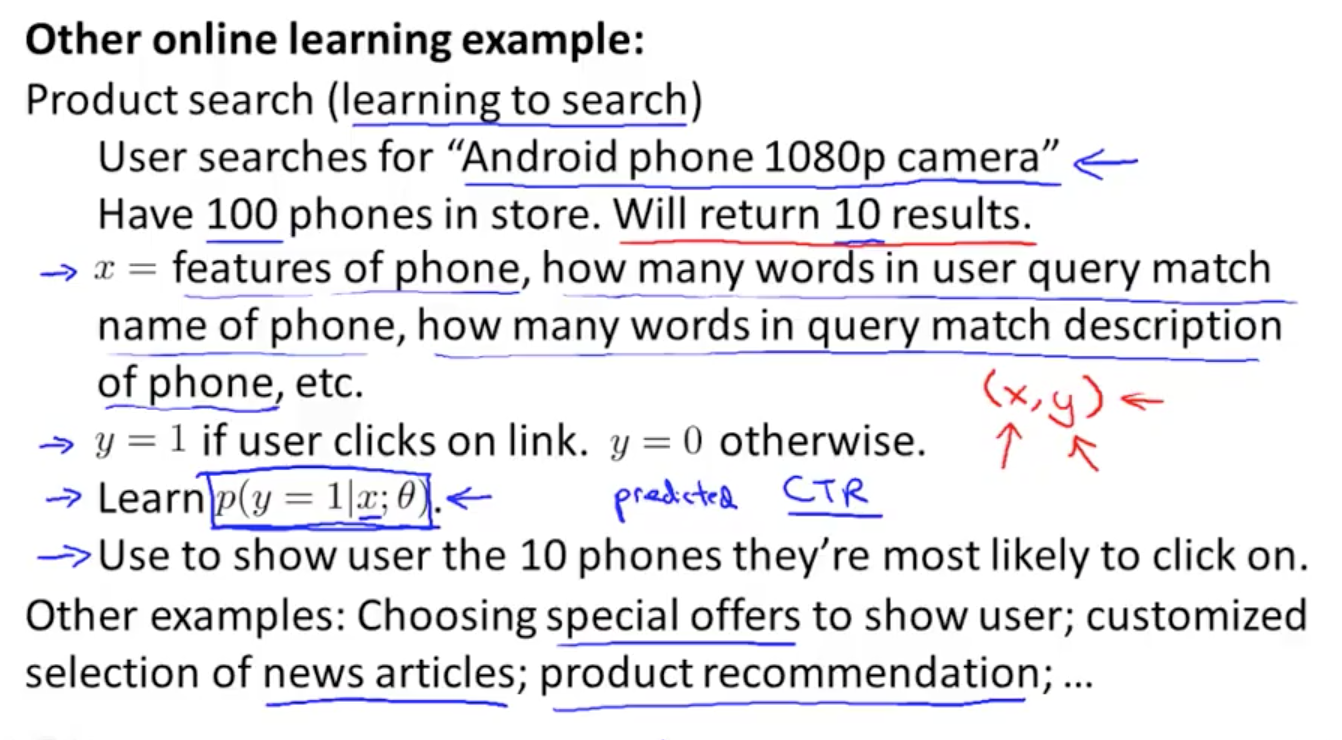 Other online learning example:
Product search (learning to search)
User searches for “Android phone 1080p camera”
Have 100 phones in store. Will return 10 results.
x = features of phone, how many words in user query match
name of phone, how many words in query match description
of phone, etc.
(x, y)
y = 1 if user clicks on link. y = 0 otherwise.
Learn p(y = 1|x; θ). predicted CTR
Use to show user the 10 phones they’re most likely to click on.
Other examples: Choosing special offers to show user; customized
selection of news articles; product recommendation; ...